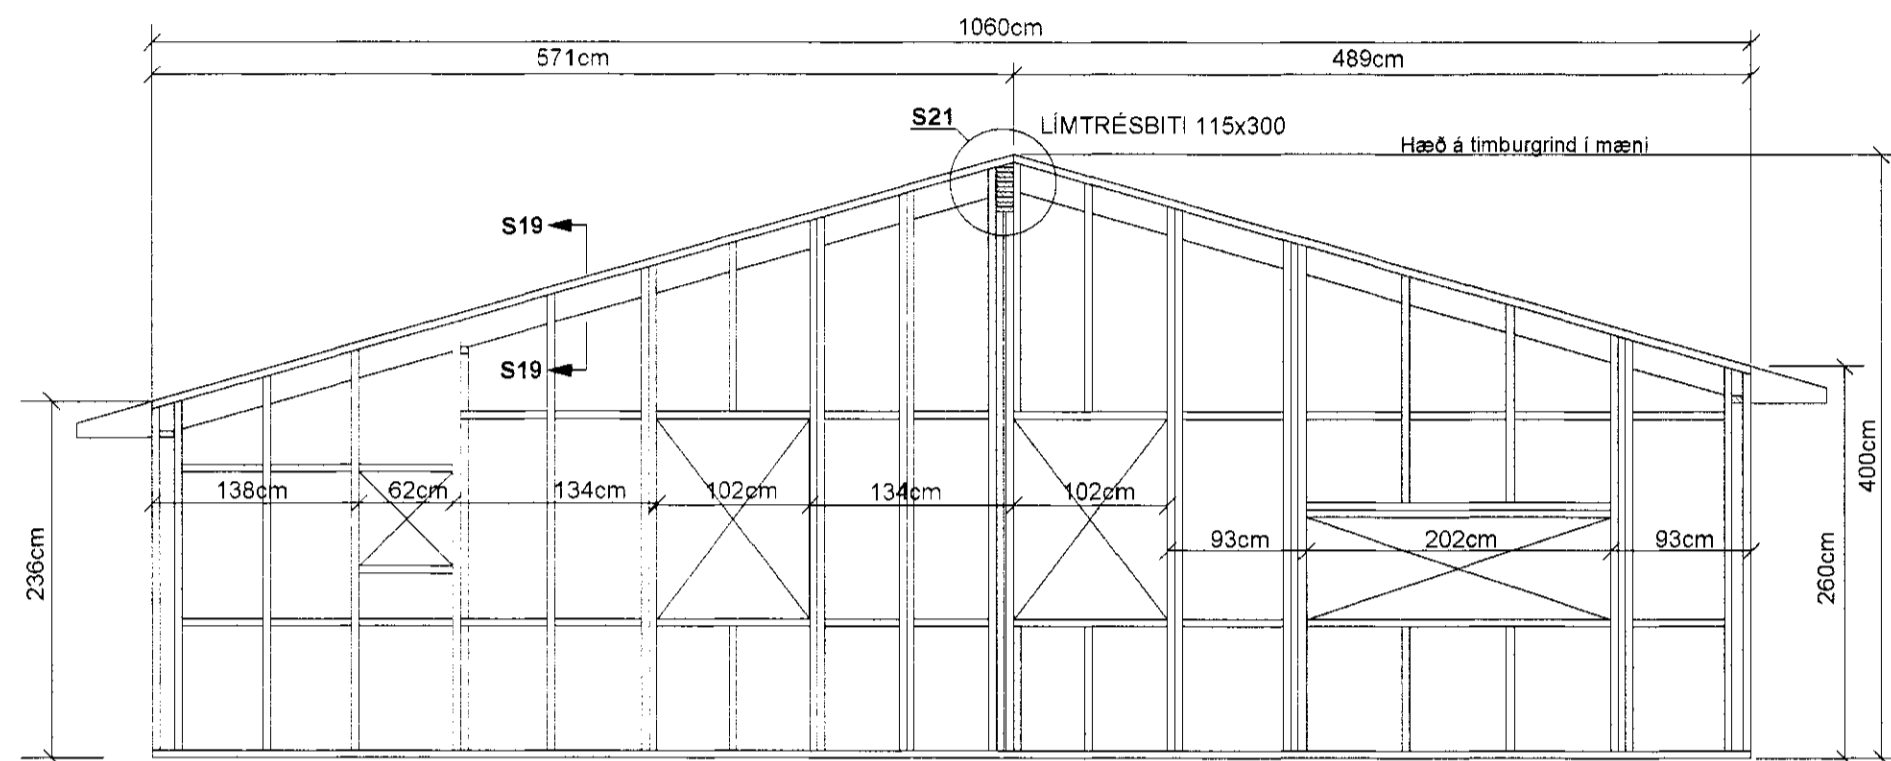 1060cm
571cm
489cm
S21
LÍMTRÉSBITI 115x300
Hæð á timburgrind í mæni
S19
S19
138cm
62cm
134cm
102cm
134cm
102cm
93cm
202cm
93cm
236cm
260cm
400cm